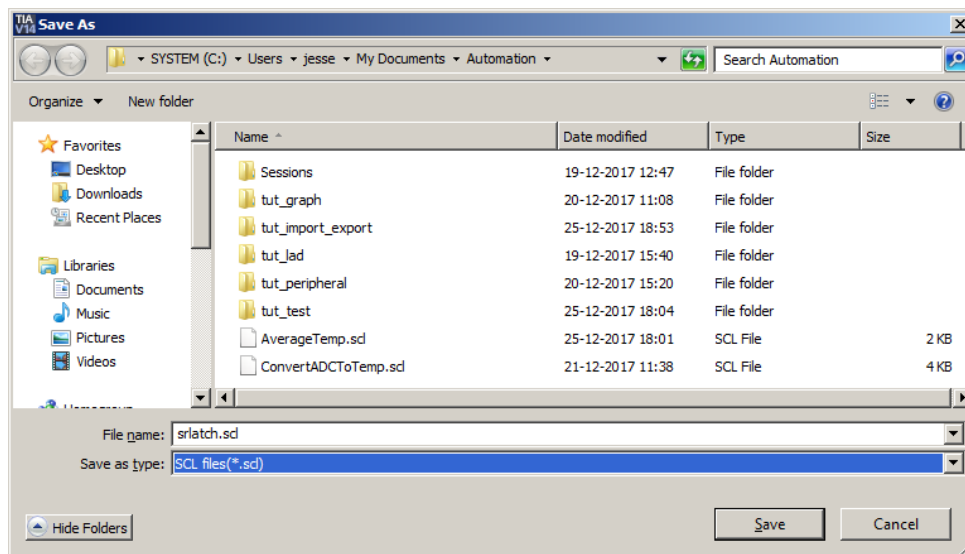 TIA V14 Save As
SYSTEM (C:) Users jesse My Documents Automation Search Automation
Organize New folder
Favorites
Desktop
Downloads
Recent Places
Libraries
Documents
Music
Pictures
Videos
Name Date modified Type Size
Sessions 19-12-2017 12:47 File folder
tut_graph 20-12-2017 11:08 File folder
tut_import_export 25-12-2017 18:53 File folder
tut_lad 19-12-2017 15:40 File folder
tut_peripheral 20-12-2017 15:20 File folder
tut_test 25-12-2017 18:04 File folder
AverageTemp.scl 25-12-2017 18:01 SCL File 2 KB
ConvertADCToTemp.scl 21-12-2017 11:38 SCL File 4 KB
File name: srlatch.scl
Save as type: SCL files(*.scl)
Hide Folders Save Cancel